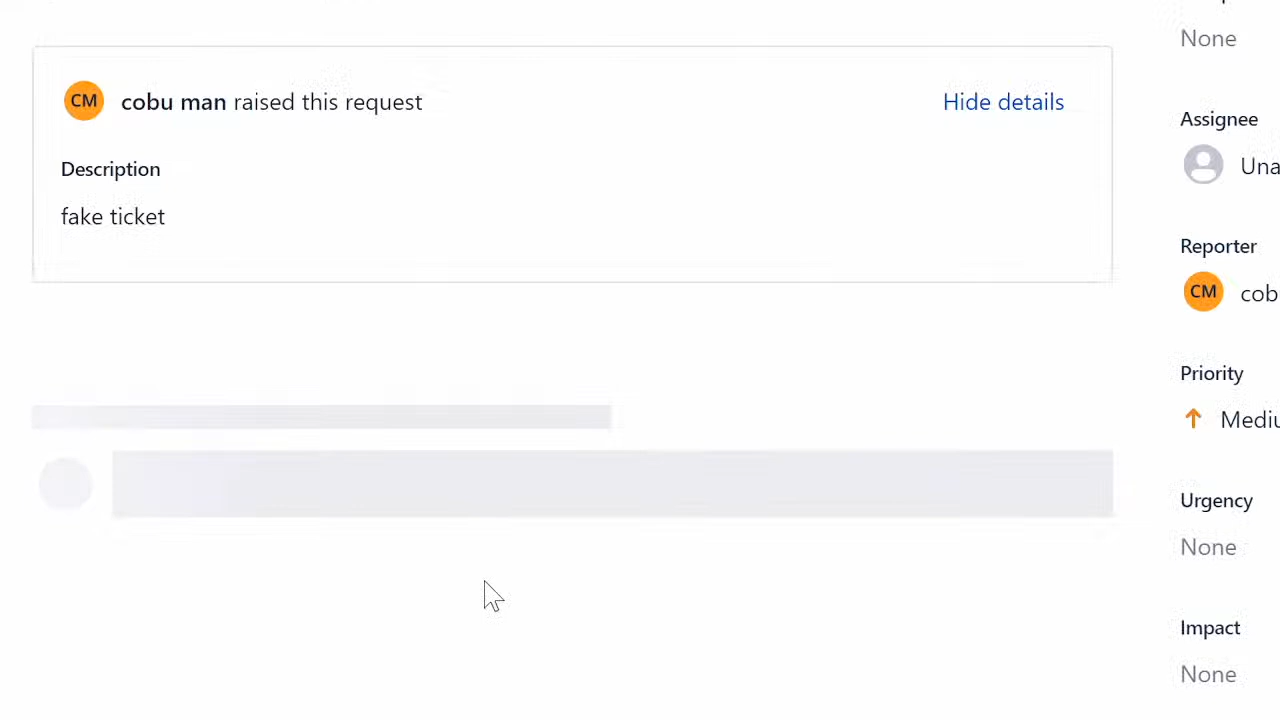 CM cobu man raised this request
Hide details
Description
fake ticket
None
Assignee
Una
Reporter
CM cob
Priority
Mediu
Urgency
None
Impact
None